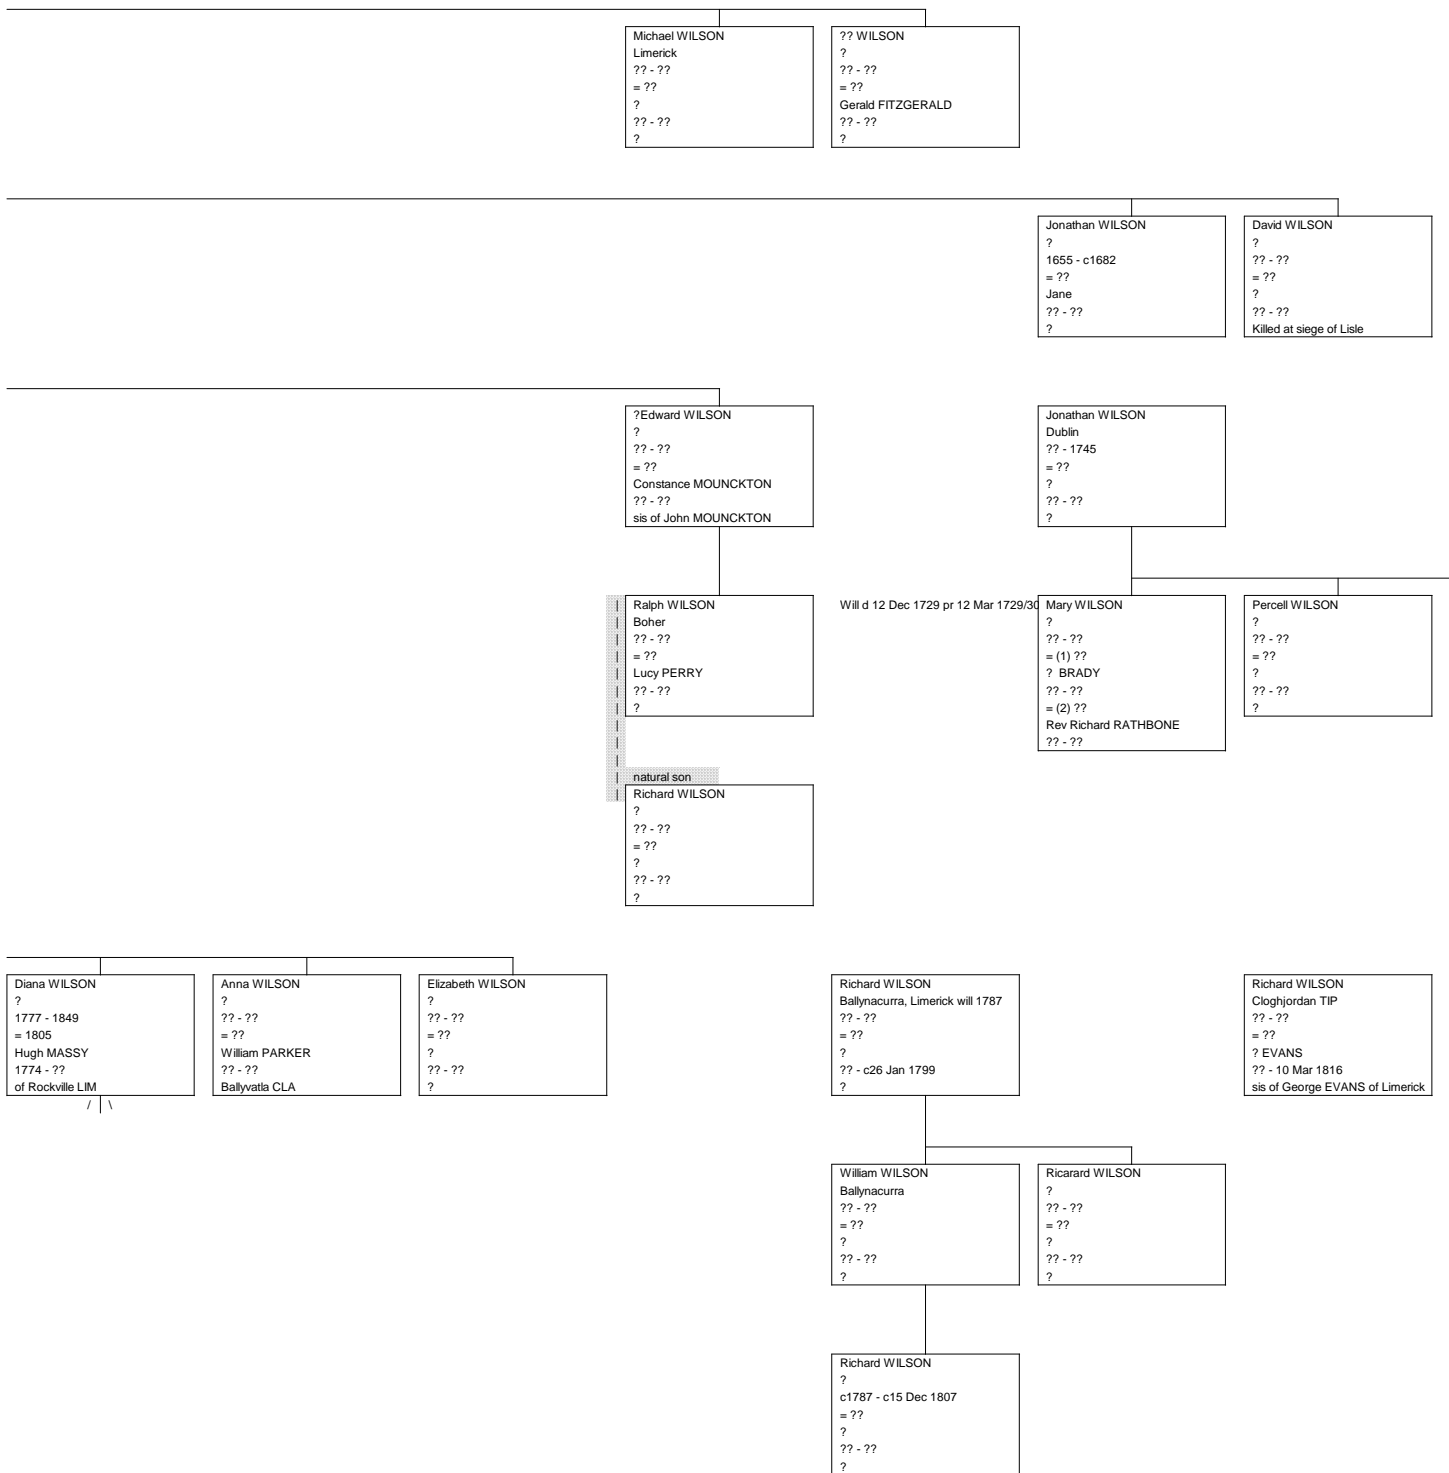 Michael WILSON
Limerick
?? - ??
= ??
?
?? - ??
?
?? WILSON
?
?? - ??
= ??
Gerald FITZGERALD
?? - ??
?
Jonathan WILSON
?
1655 - c1682
= ??
Jane
?? - ??
?
David WILSON
?
?? - ??
= ??
?
?? - ??
Killed at siege of Lisle
?Edward WILSON
?
?? - ??
= ??
Constance MOUNCKTON
?? - ??
sis of John MOUNCKTON
Jonathan WILSON
Dublin
?? - 1745
= ??
?
?? - ??
?
Ralph WILSON
Boher
?? - ??
= ??
Lucy PERRY
?? - ??
?
Will d 12 Dec 1729 pr 12 Mar 1729/30
Mary WILSON
?
?? - ??
= (1) ??
? BRADY
?? - ??
= (2) ??
Rev Richard RATHBONE
?? - ??
Percell WILSON
?
?? - ??
= ??
?
?? - ??
?
natural son
Richard WILSON
?
?? - ??
= ??
?
?? - ??
?
Diana WILSON
?
1777 - 1849
= 1805
Hugh MASSY
1774 - ??
of Rockville LIM
/ | \
Anna WILSON
?
?? - ??
= ??
William PARKER
?? - ??
Ballyvatla CLA
Elizabeth WILSON
?
?? - ??
= ??
?
?? - ??
?
Richard WILSON
Ballynacurra, Limerick will 1787
?? - ??
= ??
?
?? - c26 Jan 1799
?
Richard WILSON
Cloghjordan TIP
?? - ??
= ??
? EVANS
?? - 10 Mar 1816
sis of George EVANS of Limerick
William WILSON
Ballynacurra
?? - ??
= ??
?
?? - ??
?
Ricarard WILSON
?
?? - ??
= ??
?
?? - ??
?
Richard WILSON
?
c1787 - c15 Dec 1807
= ??
?
?? - ??
?